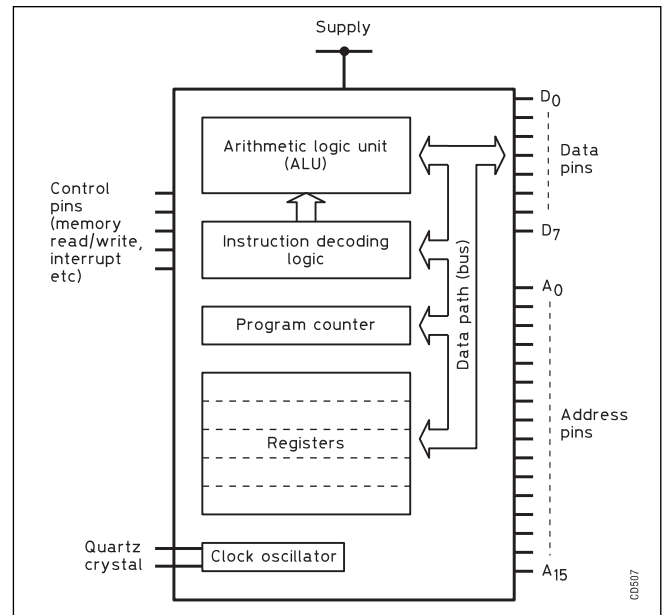 Supply
Arithmetic logic unit
(ALU)
Instruction decoding
logic
Program counter
Registers
Clock oscillator
Data path (bus)
Control
pins
(memory
read/write,
interrupt
etc)
Quartz
crystal
D0
Data
pins
D7
A0
Address
pins
A15
CD507